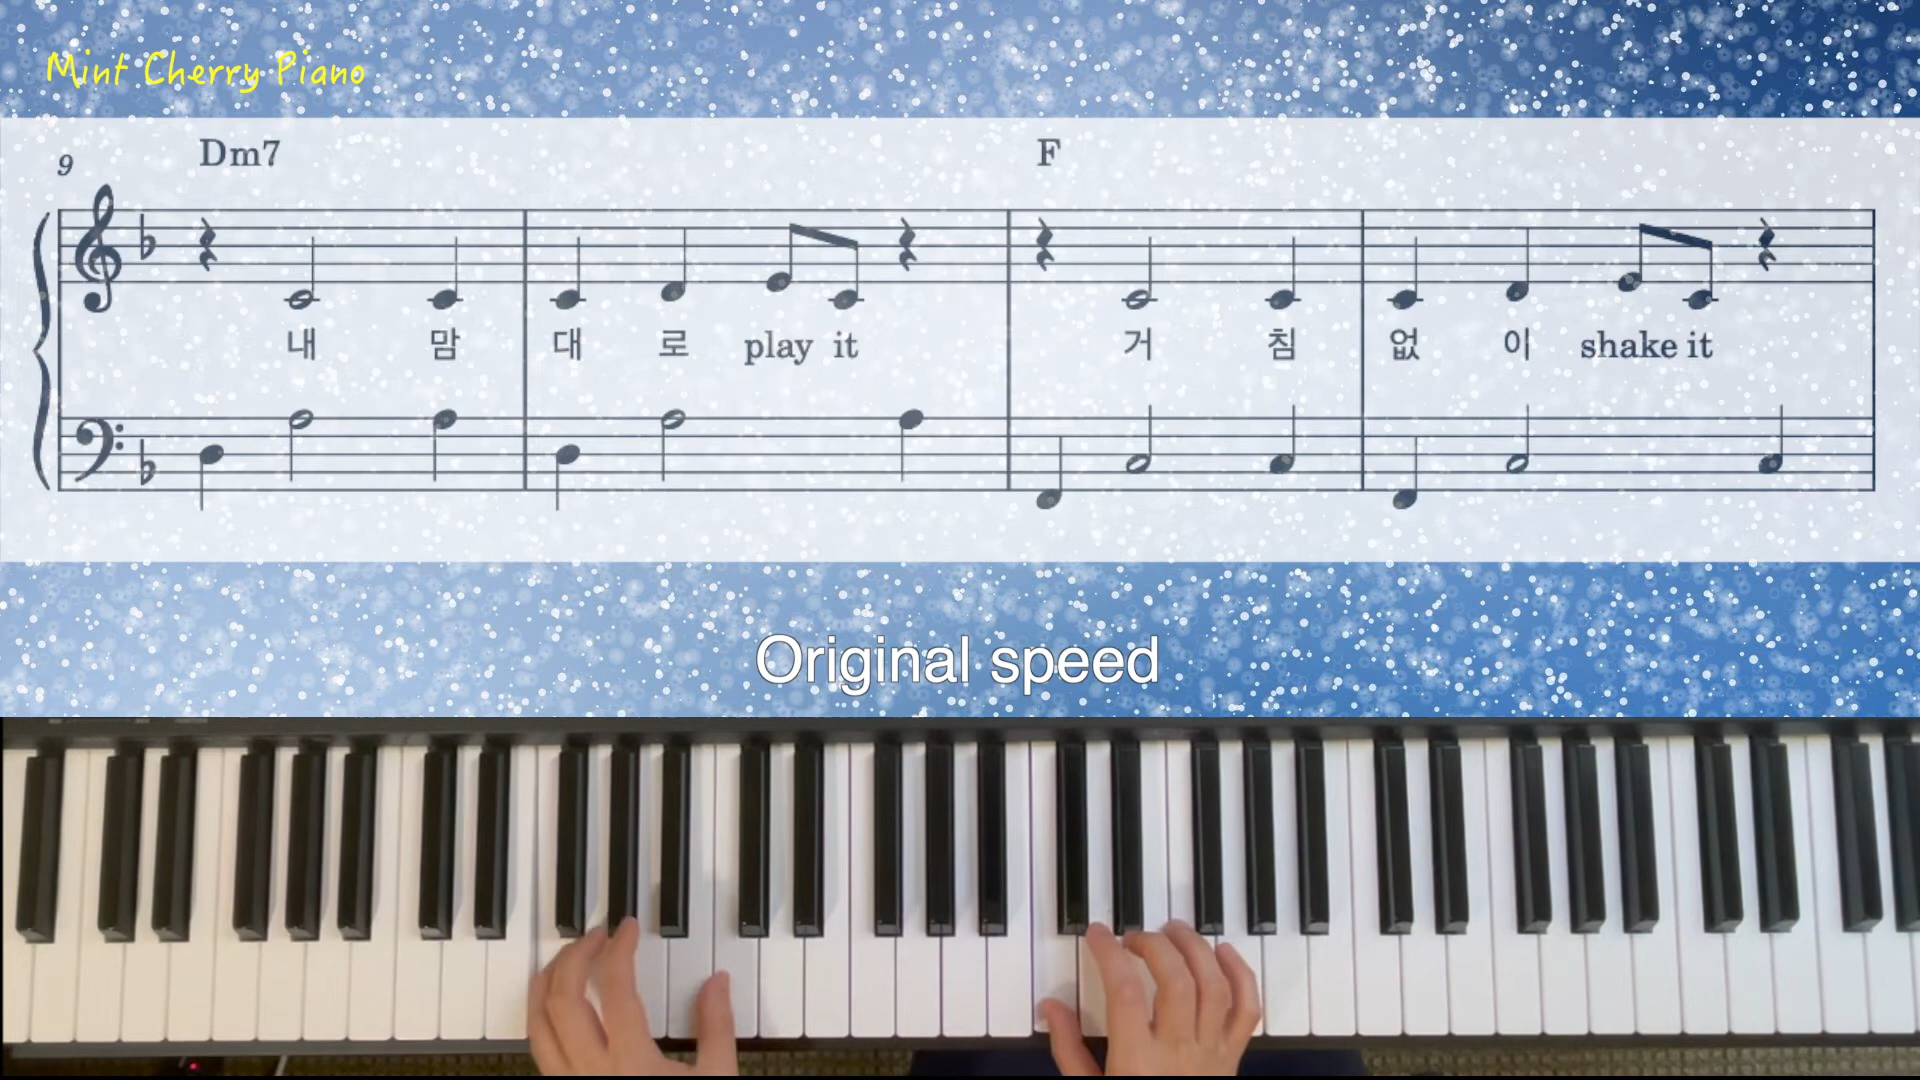 Mint Cherry Piano
9 Dm7 F
내 맘 대 로 play it 거 침 없 이 shake it
Original speed